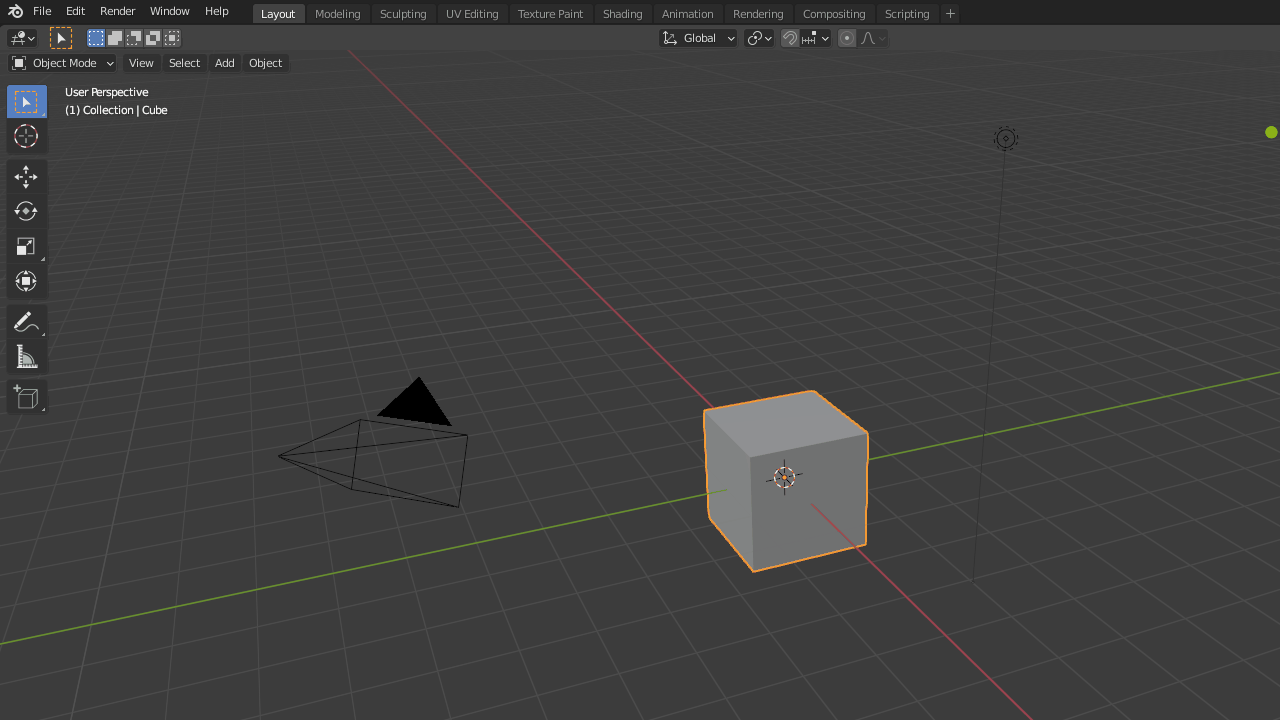 File Edit Render Window Help Layout Modeling Sculpting UV Editing Texture Paint Shading Animation Rendering Compositing Scripting +
Global
Object Mode View Select Add Object
User Perspective
(1) Collection | Cube